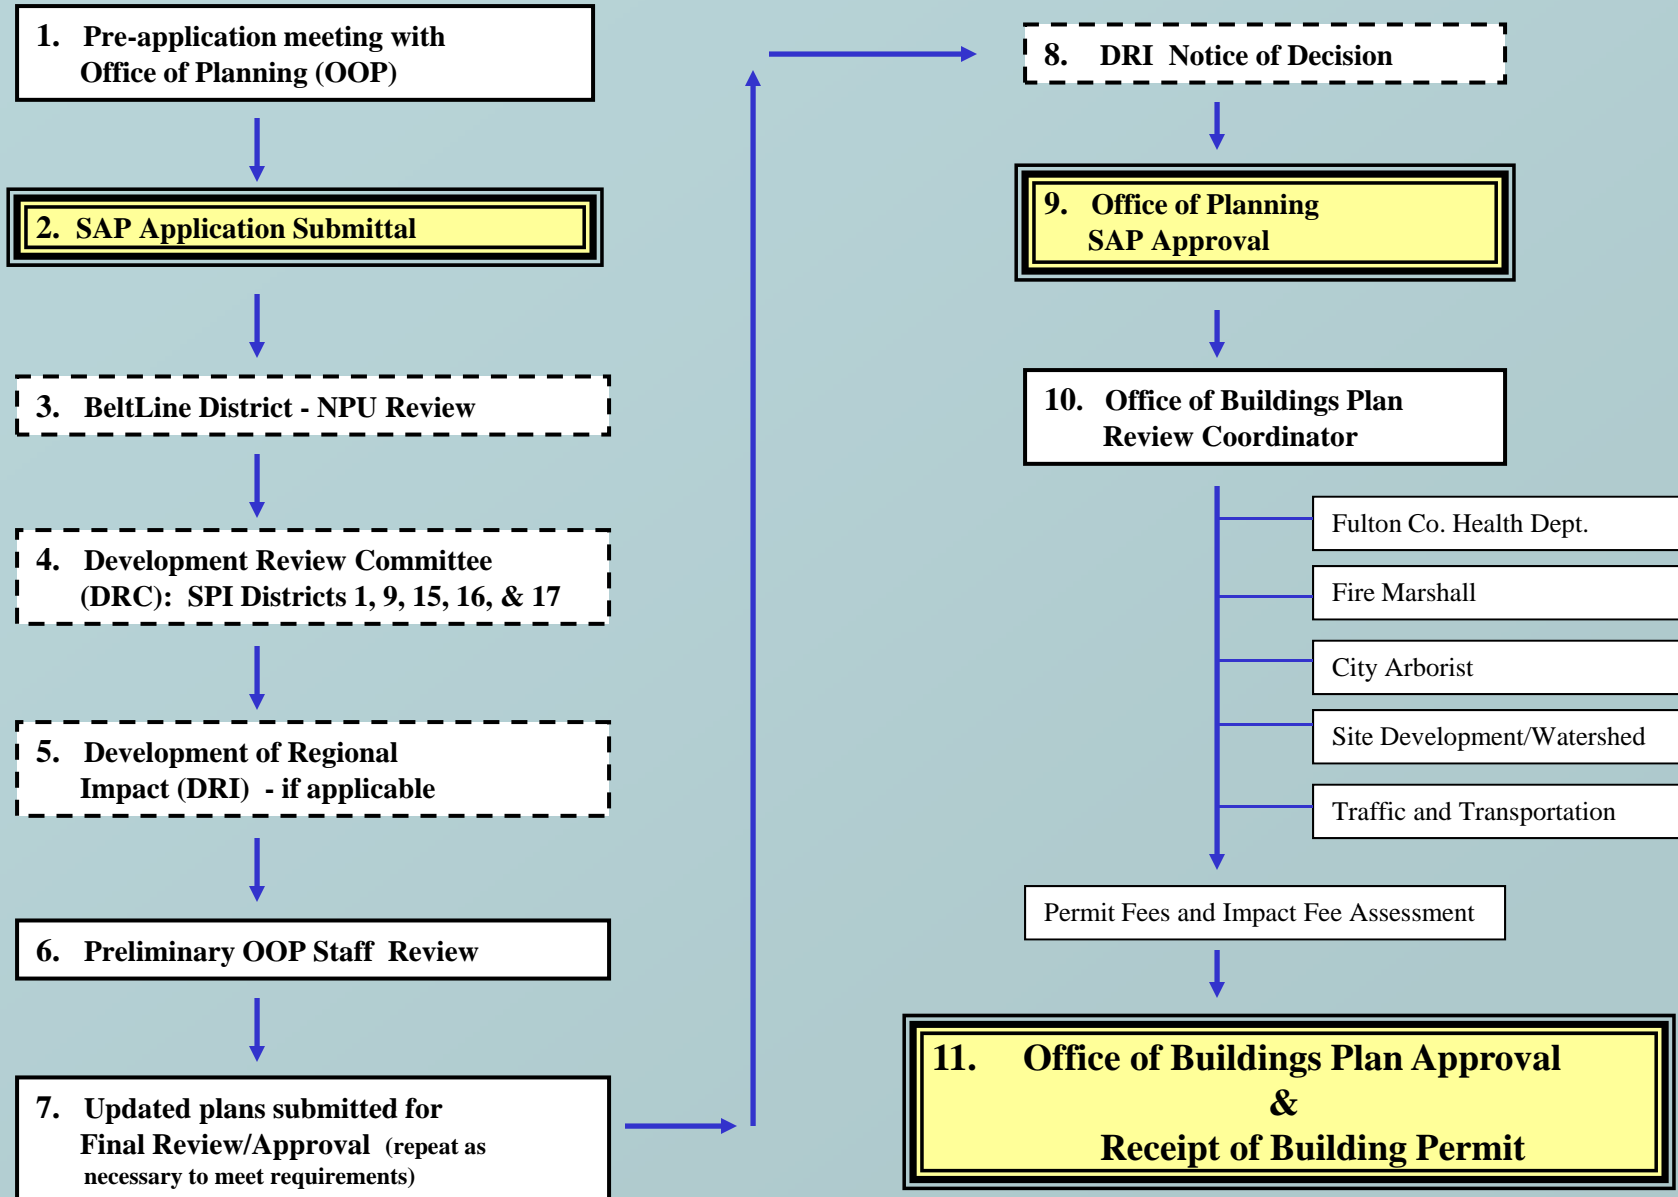 1. Pre-application meeting with
Office of Planning (OOP)
2. SAP Application Submittal
3. BeltLine District - NPU Review
4. Development Review Committee
(DRC): SPI Districts 1, 9, 15, 16, & 17
5. Development of Regional
Impact (DRI) - if applicable
6. Preliminary OOP Staff Review
7. Updated plans submitted for
Final Review/Approval (repeat as
necessary to meet requirements)
8. DRI Notice of Decision
9. Office of Planning
SAP Approval
10. Office of Buildings Plan
Review Coordinator
Fulton Co. Health Dept.
Fire Marshall
City Arborist
Site Development/Watershed
Traffic and Transportation
Permit Fees and Impact Fee Assessment
11. Office of Buildings Plan Approval
&
Receipt of Building Permit